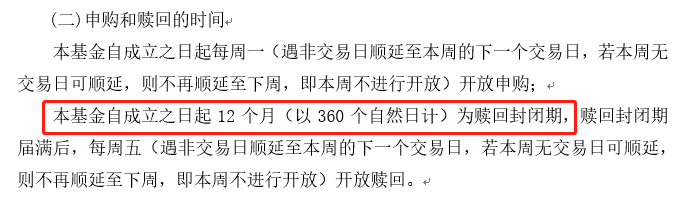 (二)申购和赎回的时间
本基金自成立之日起每周一（遇非交易日顺延至本周的下一个交易日，若本周无
交易日可顺延，则不再顺延至下周，即本周不进行开放）开放申购；
本基金自成立之日起 12 个月（以 360 个自然日计）为赎回封闭期，赎回封闭期
届满后，每周五（遇非交易日顺延至本周的下一个交易日，若本周无交易日可顺延，
则不再顺延至下周，即本周不进行开放）开放赎回。